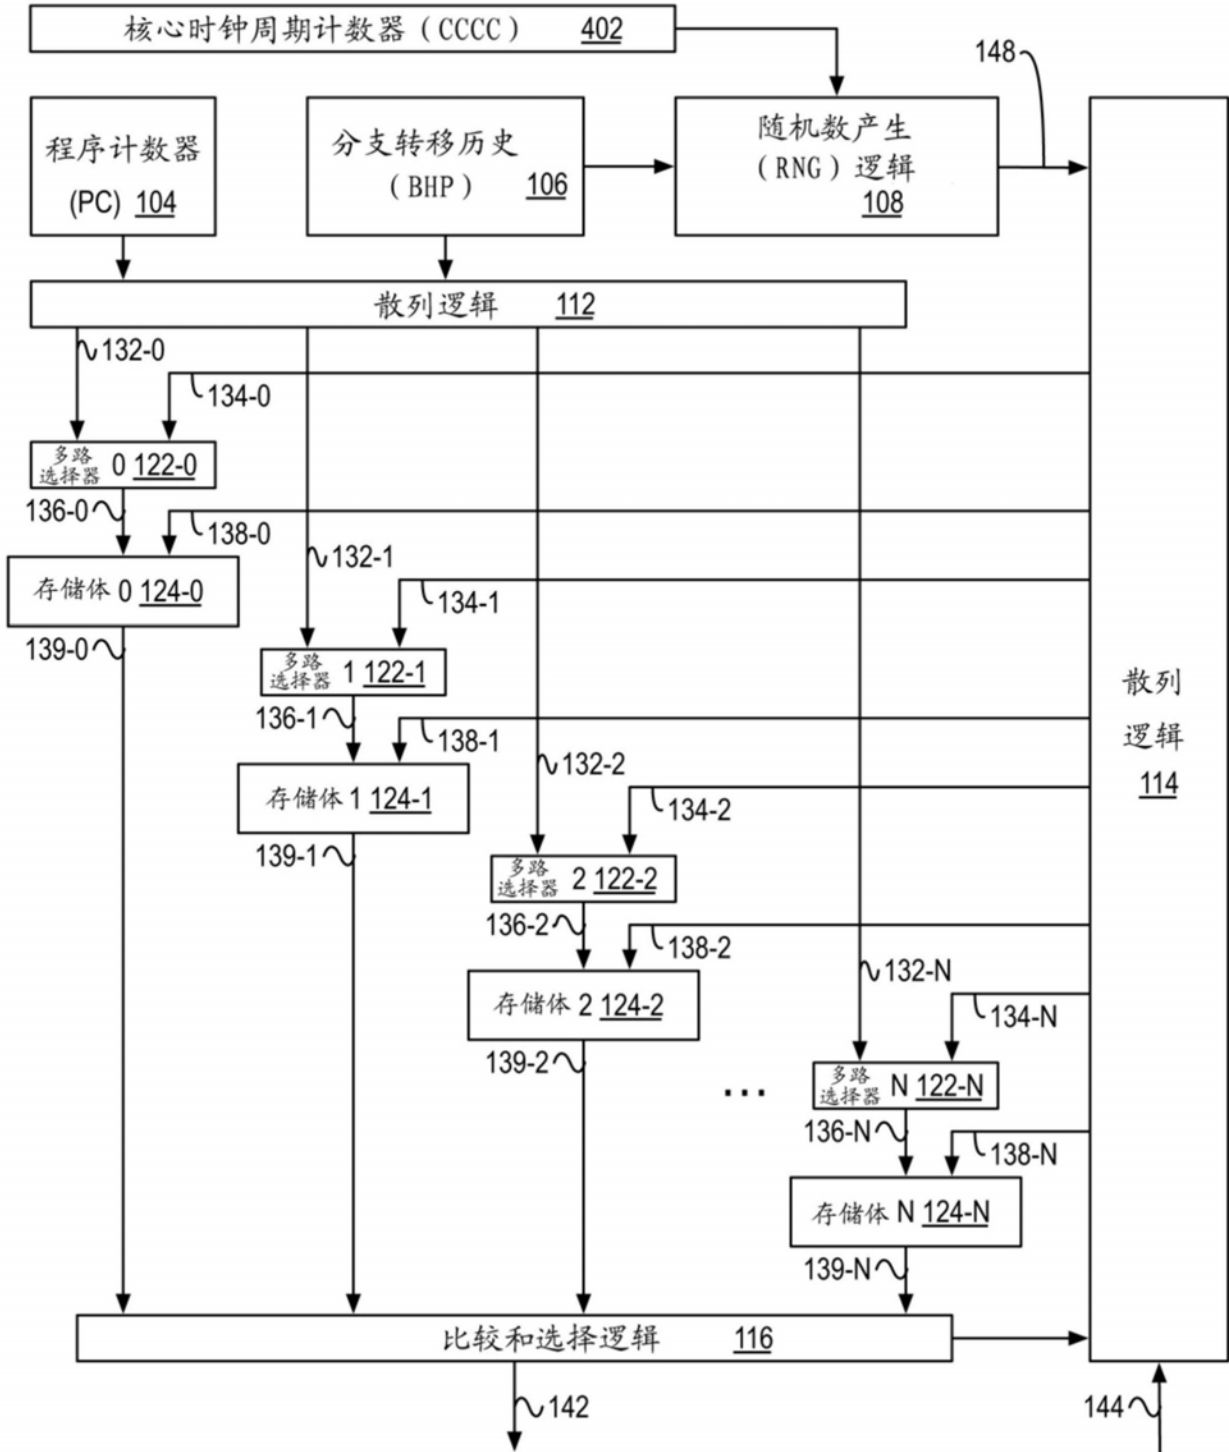 核心时钟周期计数器(CCCC) 402
148
程序计数器
(PC) 104
分支转移历史
(BHP) 106
随机数产生
(RNG)逻辑
108
散列逻辑 112
132-0
134-0
多路
选择器 0 122-0
136-0
138-0
132-1
存储体 0 124-0
134-1
139-0
多路
选择器 1 122-1
136-1
138-1
散列
逻辑
114
132-2
存储体 1 124-1
134-2
139-1
多路
选择器 2 122-2
136-2
138-2
132-N
存储体 2 124-2
134-N
139-2
...
多路
选择器 N 122-N
136-N
138-N
存储体 N 124-N
139-N
比较和选择逻辑 116
142
144